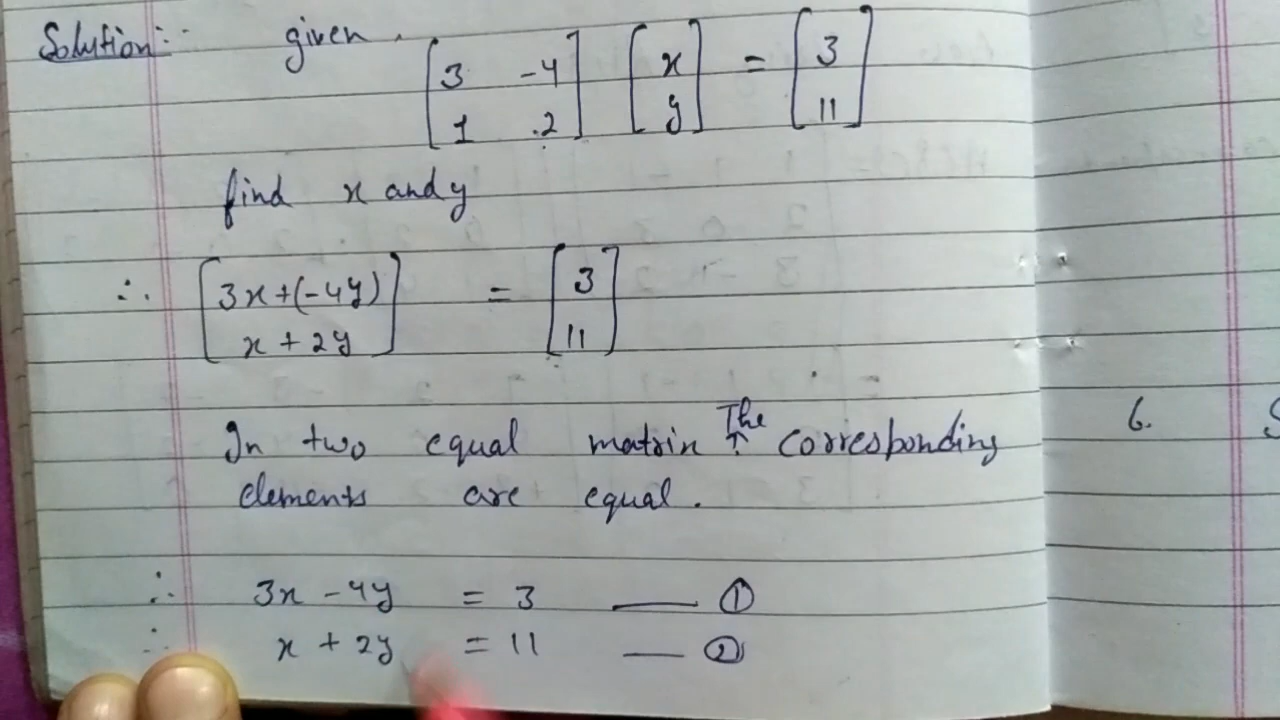 Solution:- given.
[3 -4] [x] = [3]
[1 .2] [y] [11]
find x and y
∴ [3x+(-4y)] = [3]
[x + 2y] [11]
In two equal matrix The corresponding
elements are equal.
∴ 3x - 4y = 3 —— ①
∴ x + 2y = 11 —— ②
6.